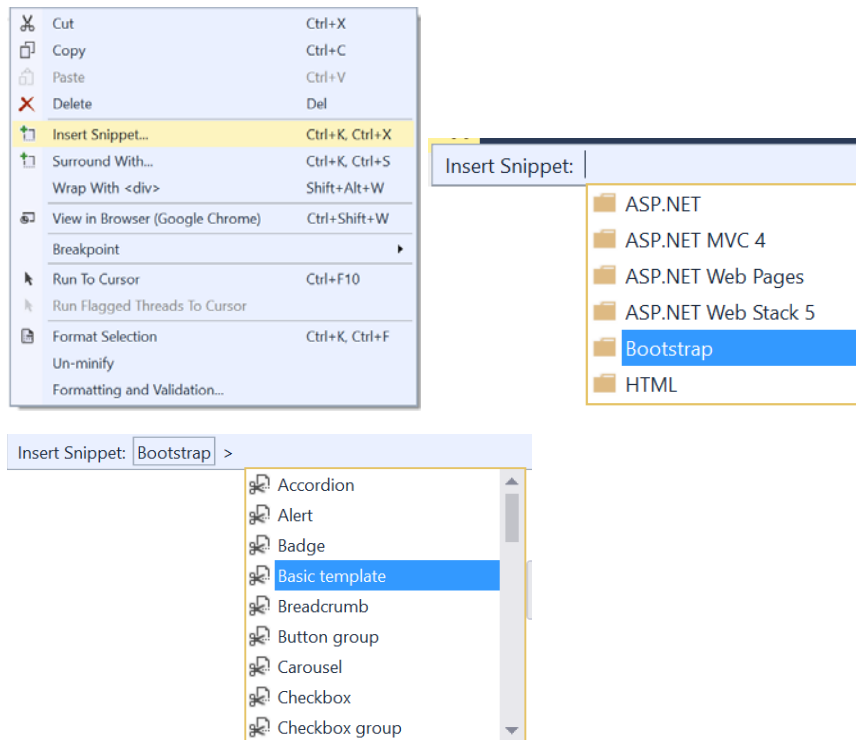 Cut Ctrl+X
Copy Ctrl+C
Paste Ctrl+V
Delete Del
Insert Snippet... Ctrl+K, Ctrl+X
Surround With... Ctrl+K, Ctrl+S
Wrap With <div> Shift+Alt+W
View in Browser (Google Chrome) Ctrl+Shift+W
Breakpoint
Run To Cursor Ctrl+F10
Run Flagged Threads To Cursor
Format Selection Ctrl+K, Ctrl+F
Un-minify
Formatting and Validation...
Insert Snippet:
ASP.NET
ASP.NET MVC 4
ASP.NET Web Pages
ASP.NET Web Stack 5
Bootstrap
HTML
Insert Snippet: Bootstrap >
Accordion
Alert
Badge
Basic template
Breadcrumb
Button group
Carousel
Checkbox
Checkbox group